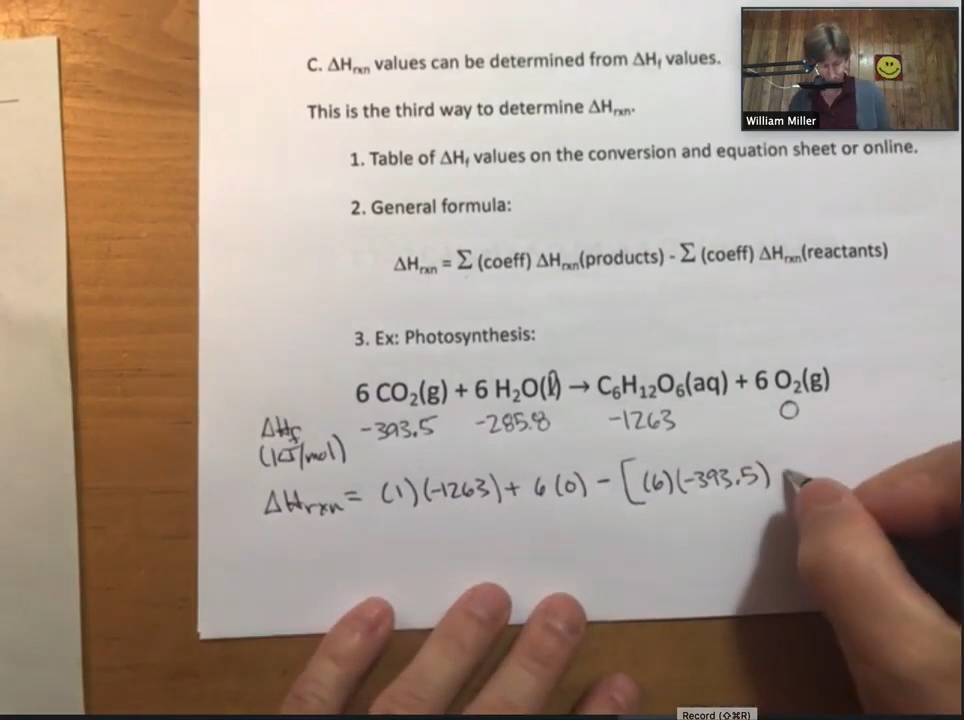 C. ΔHrxn values can be determined from ΔHf values.
William Miller
This is the third way to determine ΔHrxn.
1. Table of ΔHf values on the conversion and equation sheet or online.
2. General formula:
ΔHrxn = Σ (coeff) ΔHrxn(products) - Σ (coeff) ΔHrxn(reactants)
3. Ex: Photosynthesis:
6 CO₂(g) + 6 H₂O(l) → C₆H₁₂O₆(aq) + 6 O₂(g)
ΔHf -393.5 -285.8 -1263 0
(kJ/mol)
ΔHrxn = (1)(-1263) + 6(0) - [(6)(-393.5)
Record (⇧⌘R)